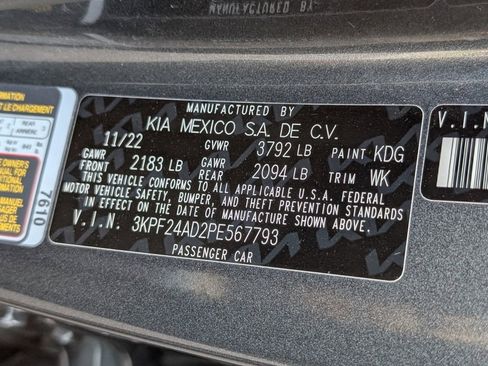 MANUFACTURED BY
KIA MEXICO S.A. DE C.V.
11/22 GVWR 3792 LB PAINT KDG
GAWR FRONT 2183 LB GAWR REAR 2094 LB TRIM WK
THIS VEHICLE CONFORMS TO ALL APPLICABLE U.S.A. FEDERAL
MOTOR VEHICLE SAFETY, BUMPER, AND THEFT PREVENTION STANDARDS
IN EFFECT ON THE DATE OF MANUFACTURE SHOWN ABOVE.
V.I.N. 3KPF24AD2PE567793
PASSENGER CAR
7610
REAR
V.I.N